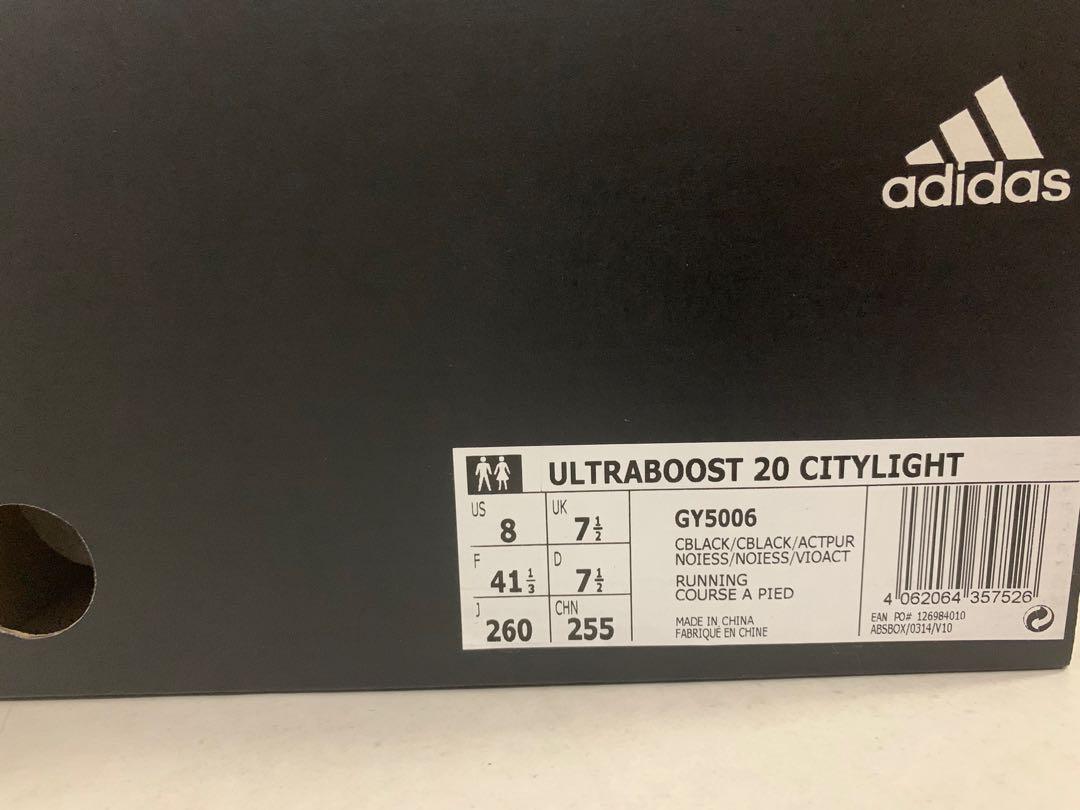 adidas
ULTRABOOST 20 CITYLIGHT
US 8
UK 7½
F 41⅓
D 7½
J 260
CHN 255
GY5006
CBLACK/CBLACK/ACTPUR
NOIESS/NOIESS/VIOACT
RUNNING
COURSE A PIED
MADE IN CHINA
FABRIQUÉ EN CHINE
4 062064 357526
EAN PO# 126984010
ABSBOX/0314/V10